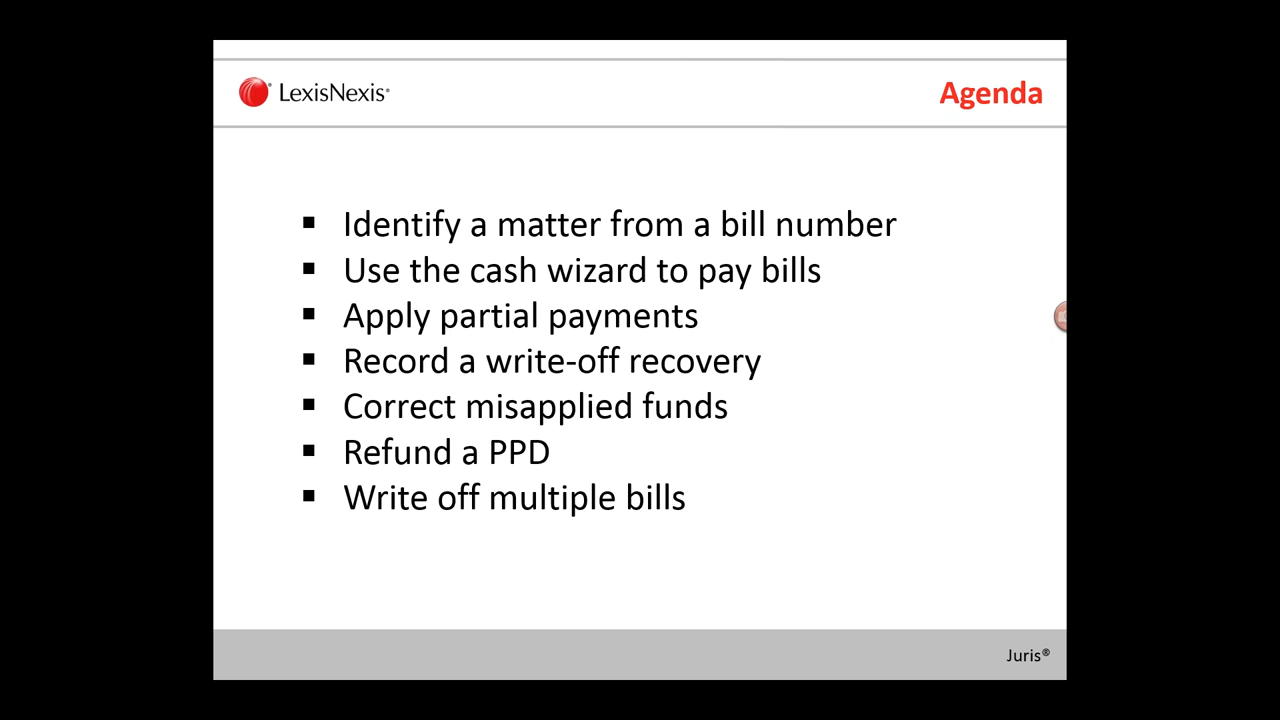 LexisNexis®
Agenda
▪ Identify a matter from a bill number
▪ Use the cash wizard to pay bills
▪ Apply partial payments
▪ Record a write-off recovery
▪ Correct misapplied funds
▪ Refund a PPD
▪ Write off multiple bills
Juris®